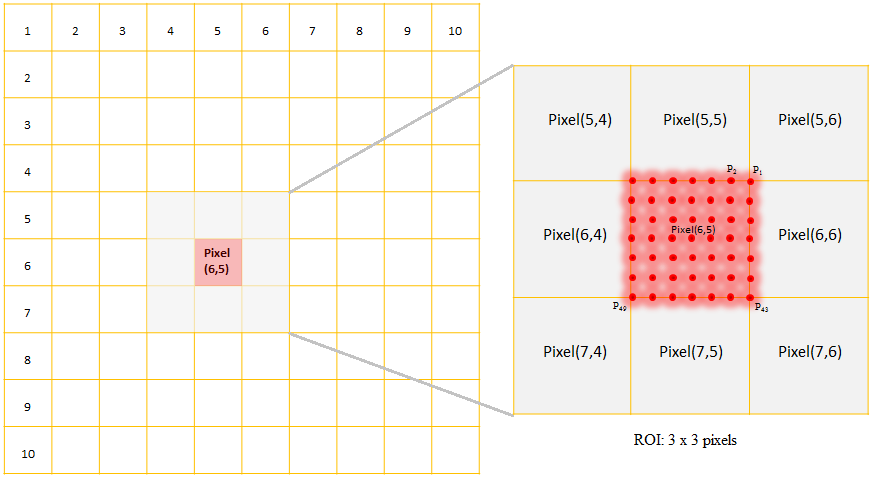 1 2 3 4 5 6 7 8 9 10
2
3
4
5
6
7
8
9
10
Pixel
(6,5)
Pixel(5,4) Pixel(5,5) Pixel(5,6)
P₂ P₁
Pixel(6,4) Pixel(6,5) Pixel(6,6)
P₄₉ P₄₃
Pixel(7,4) Pixel(7,5) Pixel(7,6)
ROI: 3 x 3 pixels